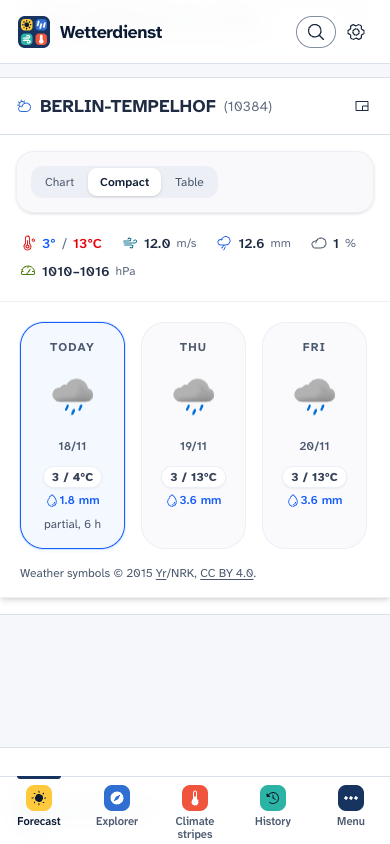 Wetterdienst
BERLIN-TEMPELHOF (10384)
Chart Compact Table
3° / 13°C 12.0 m/s 12.6 mm 1 %
1010–1016 hPa
TODAY THU FRI
18/11 19/11 20/11
3 / 4°C 3 / 13°C 3 / 13°C
1.8 mm 3.6 mm 3.6 mm
partial, 6 h
Weather symbols © 2015 Yr/NRK, CC BY 4.0.
Forecast Explorer Climate stripes History Menu